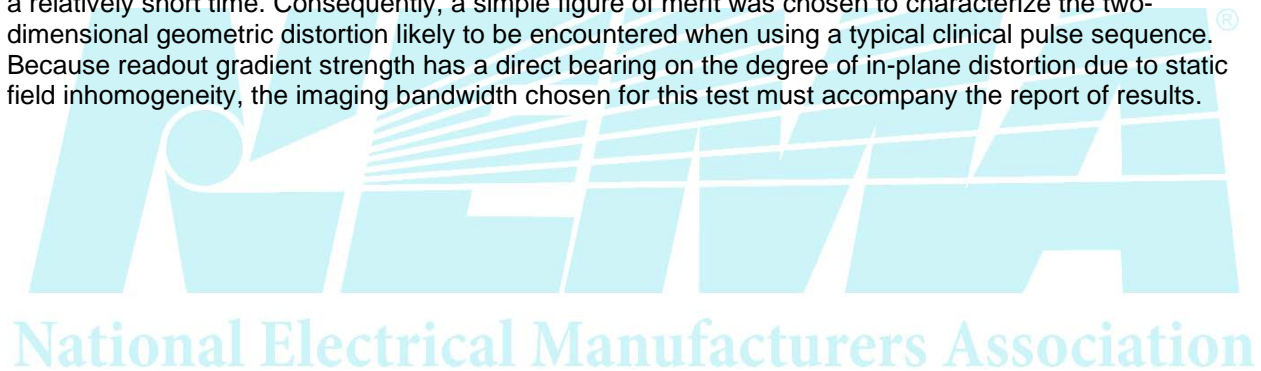 a relatively short time. Consequently, a simple figure of merit was chosen to characterize the two-
dimensional geometric distortion likely to be encountered when using a typical clinical pulse sequence.
Because readout gradient strength has a direct bearing on the degree of in-plane distortion due to static
field inhomogeneity, the imaging bandwidth chosen for this test must accompany the report of results.
NEMA®
National Electrical Manufacturers Association